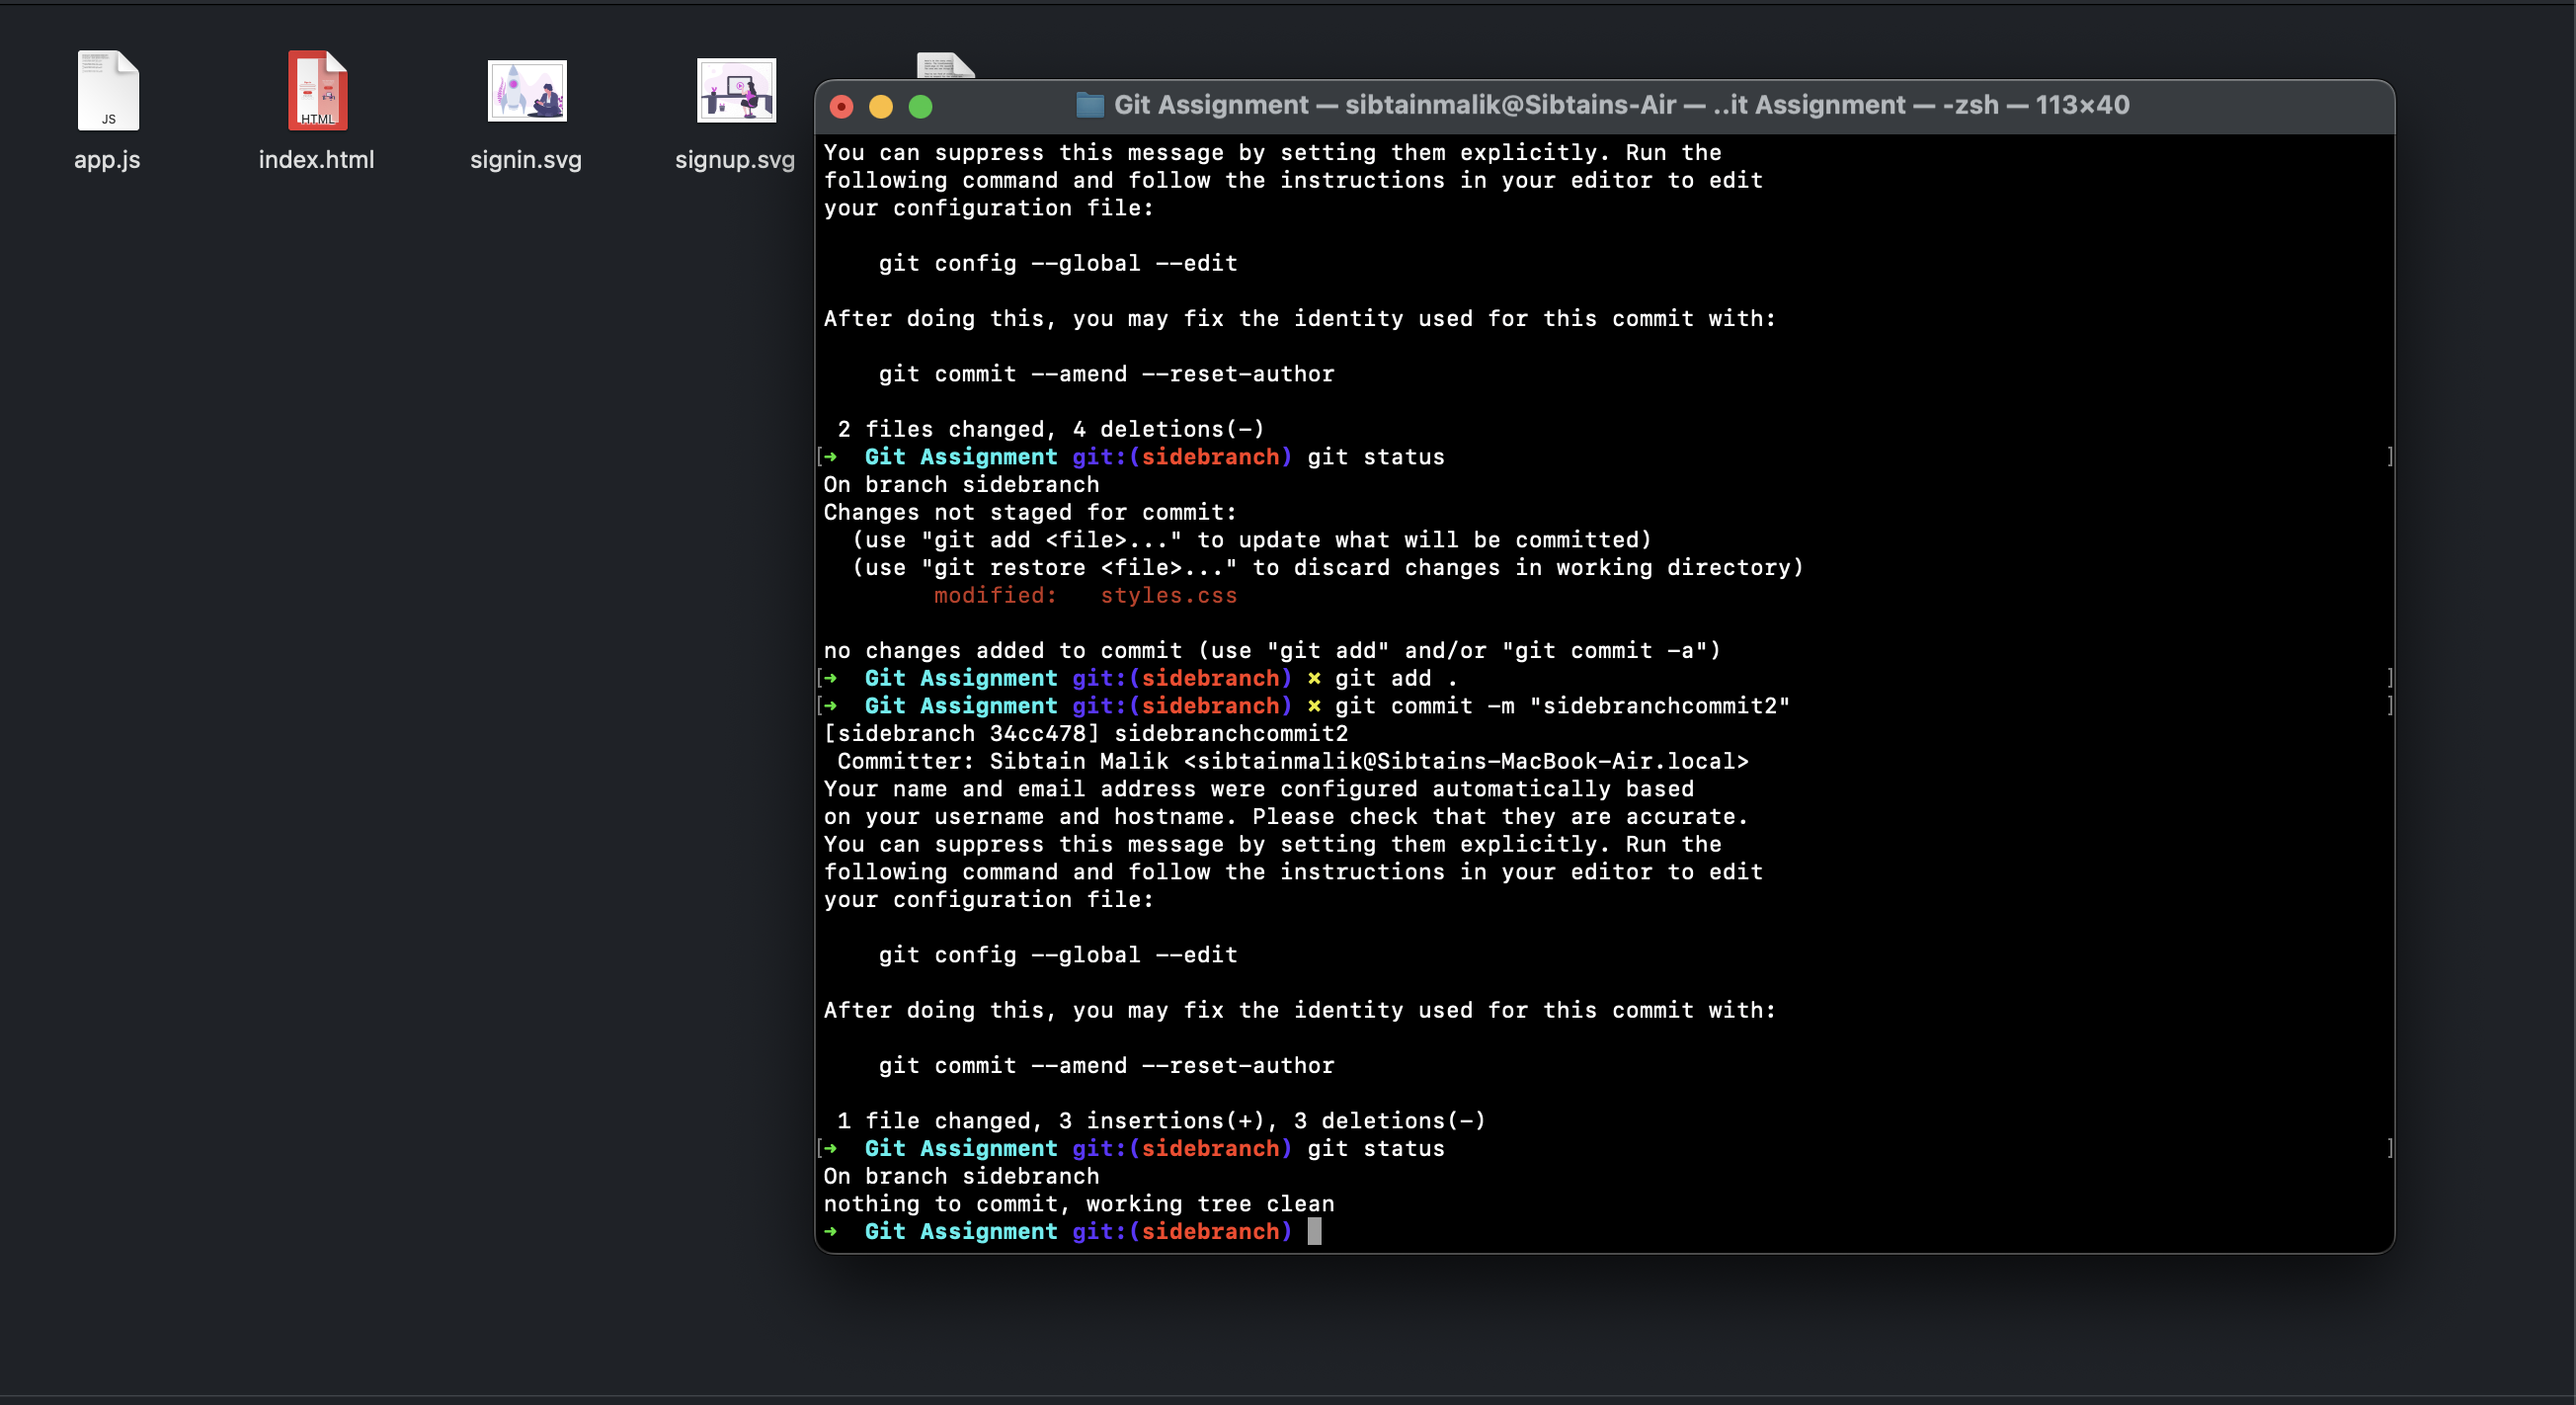 JS
HTML
app.js
index.html
signin.svg
signup.svg
Git Assignment — sibtainmalik@Sibtains-Air — ..it Assignment — -zsh — 113×40
You can suppress this message by setting them explicitly. Run the
following command and follow the instructions in your editor to edit
your configuration file:
git config --global --edit
After doing this, you may fix the identity used for this commit with:
git commit --amend --reset-author
2 files changed, 4 deletions(-)
[➜ Git Assignment git:(sidebranch) git status ]
On branch sidebranch
Changes not staged for commit:
(use "git add <file>..." to update what will be committed)
(use "git restore <file>..." to discard changes in working directory)
modified: styles.css
no changes added to commit (use "git add" and/or "git commit -a")
[➜ Git Assignment git:(sidebranch) ✗ git add . ]
[➜ Git Assignment git:(sidebranch) ✗ git commit -m "sidebranchcommit2" ]
[sidebranch 34cc478] sidebranchcommit2
Committer: Sibtain Malik <sibtainmalik@Sibtains-MacBook-Air.local>
Your name and email address were configured automatically based
on your username and hostname. Please check that they are accurate.
You can suppress this message by setting them explicitly. Run the
following command and follow the instructions in your editor to edit
your configuration file:
git config --global --edit
After doing this, you may fix the identity used for this commit with:
git commit --amend --reset-author
1 file changed, 3 insertions(+), 3 deletions(-)
[➜ Git Assignment git:(sidebranch) git status ]
On branch sidebranch
nothing to commit, working tree clean
➜ Git Assignment git:(sidebranch)